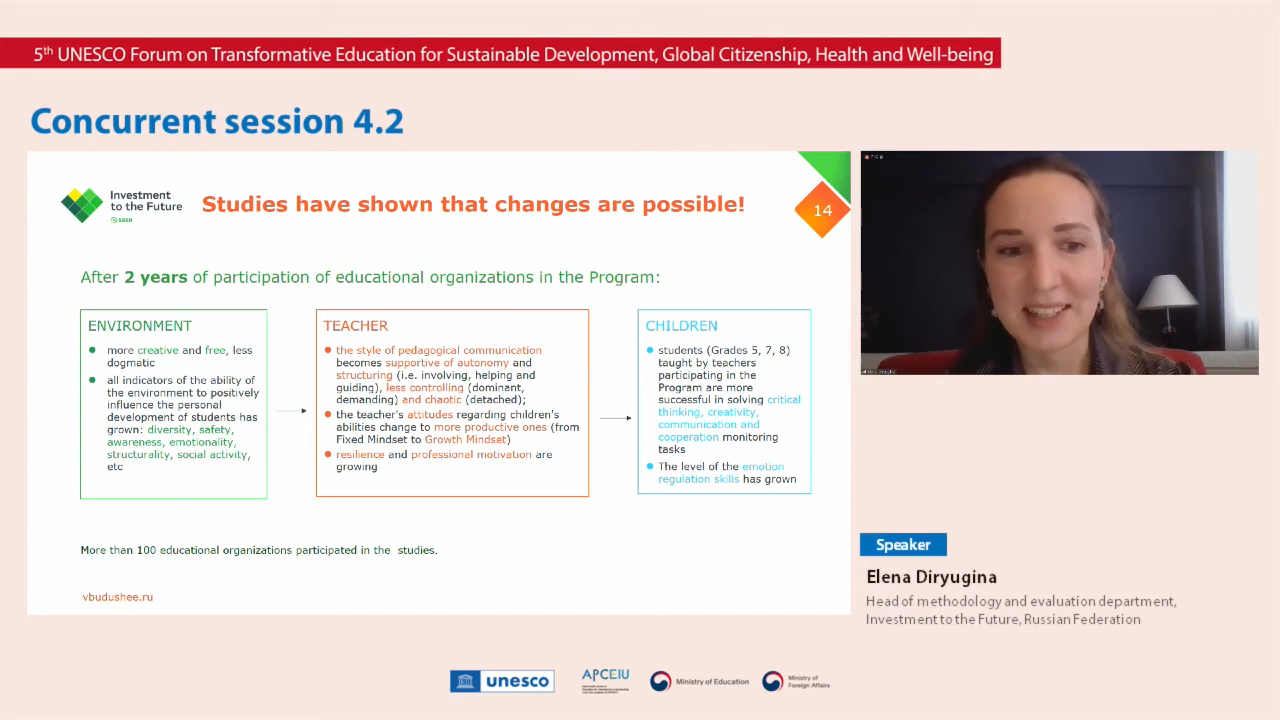 5th UNESCO Forum on Transformative Education for Sustainable Development, Global Citizenship, Health and Well-being
Concurrent session 4.2
Investment
to the Future
SBER
Studies have shown that changes are possible!
14
After 2 years of participation of educational organizations in the Program:
ENVIRONMENT
more creative and free, less
dogmatic
all indicators of the ability of
the environment to positively
influence the personal
development of students has
grown: diversity, safety,
awareness, emotionality,
structurality, social activity,
etc
TEACHER
the style of pedagogical communication
becomes supportive of autonomy and
structuring (i.e. involving, helping and
guiding), less controlling (dominant,
demanding) and chaotic (detached);
the teacher's attitudes regarding children's
abilities change to more productive ones (from
Fixed Mindset to Growth Mindset)
resilience and professional motivation are
growing
CHILDREN
students (Grades 5, 7, 8)
taught by teachers
participating in the
Program are more
successful in solving critical
thinking, creativity,
communication and
cooperation monitoring
tasks
The level of the emotion
regulation skills has grown
More than 100 educational organizations participated in the studies.
vbudushee.ru
Speaker
Elena Diryugina
Head of methodology and evaluation department,
Investment to the Future, Russian Federation
unesco
APCEIU
Ministry of Education
Ministry of
Foreign Affairs